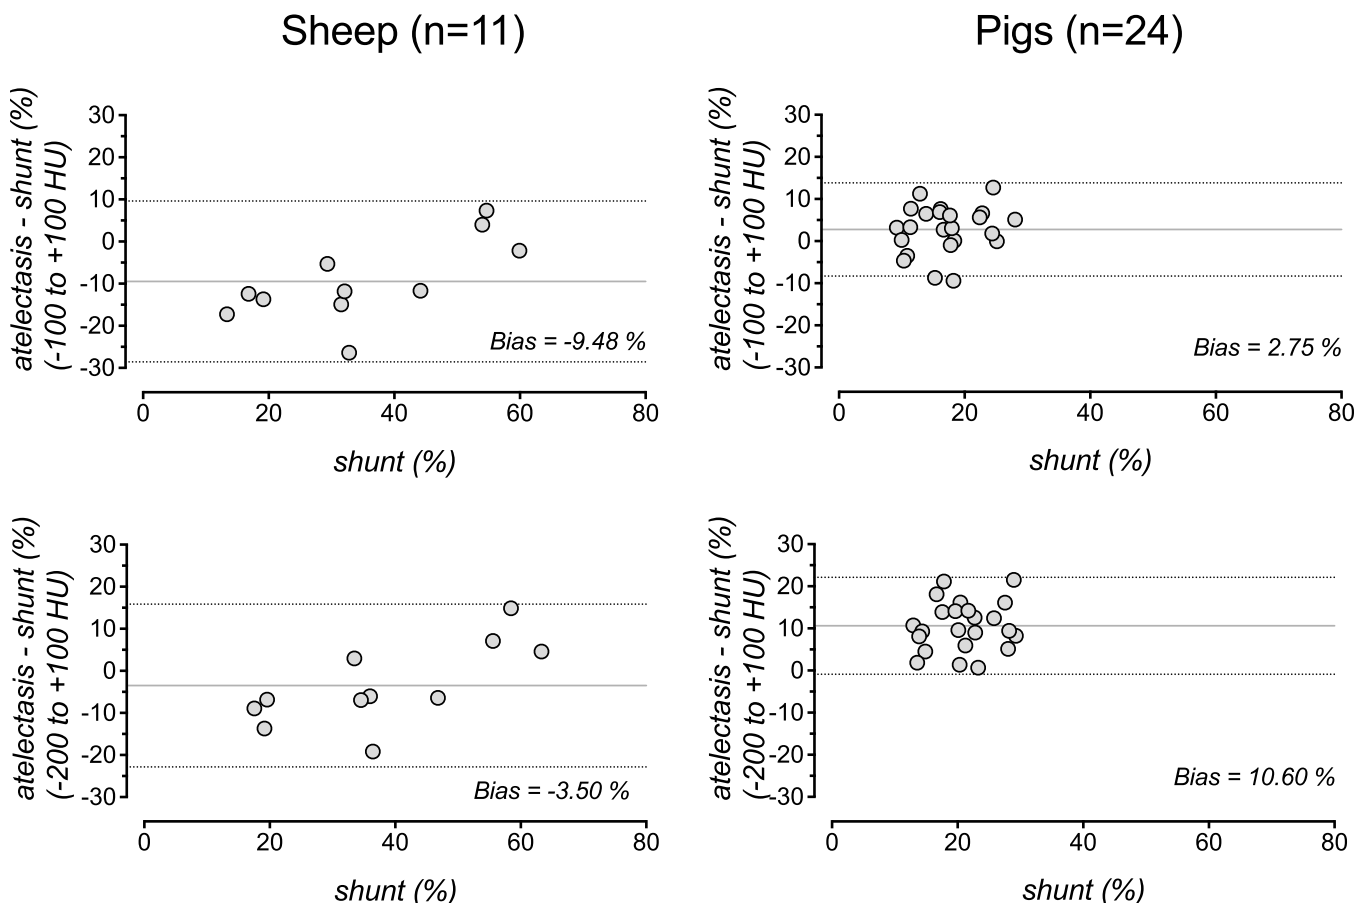 Sheep (n=11)
Pigs (n=24)
atelectasis - shunt (%)
(-100 to +100 HU)
30
20
10
0
-10
-20
-30
Bias = -9.48 %
0 20 40 60 80
shunt (%)
atelectasis - shunt (%)
(-100 to +100 HU)
30
20
10
0
-10
-20
-30
Bias = 2.75 %
0 20 40 60 80
shunt (%)
atelectasis - shunt (%)
(-200 to +100 HU)
30
20
10
0
-10
-20
-30
Bias = -3.50 %
0 20 40 60 80
shunt (%)
atelectasis - shunt (%)
(-200 to +100 HU)
30
20
10
0
-10
-20
-30
Bias = 10.60 %
0 20 40 60 80
shunt (%)